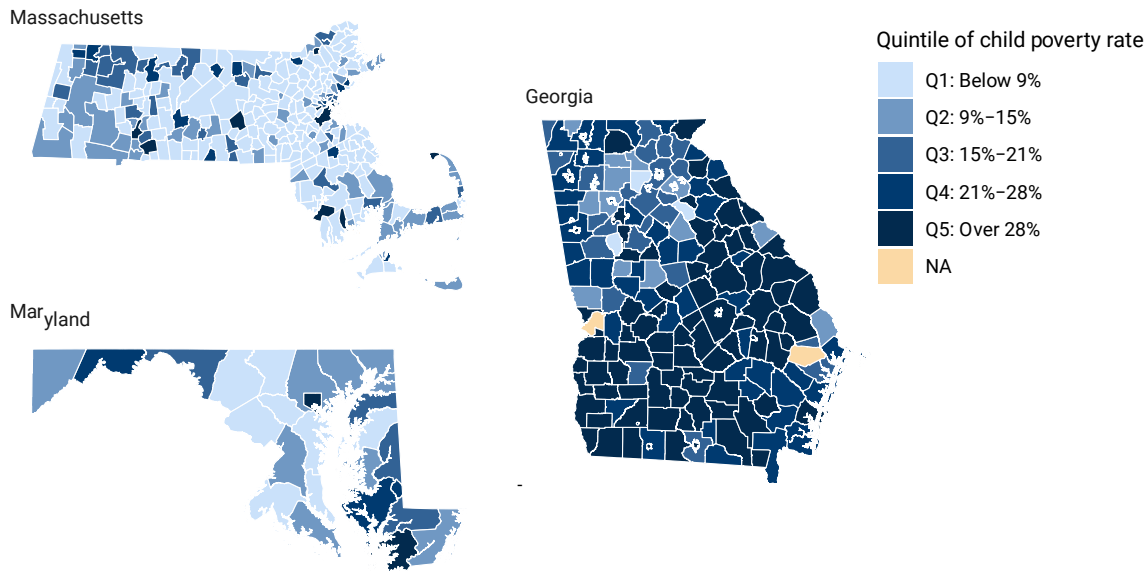 Massachusetts
Maryland
Georgia
Quintile of child poverty rate
Q1: Below 9%
Q2: 9%–15%
Q3: 15%–21%
Q4: 21%–28%
Q5: Over 28%
NA
-